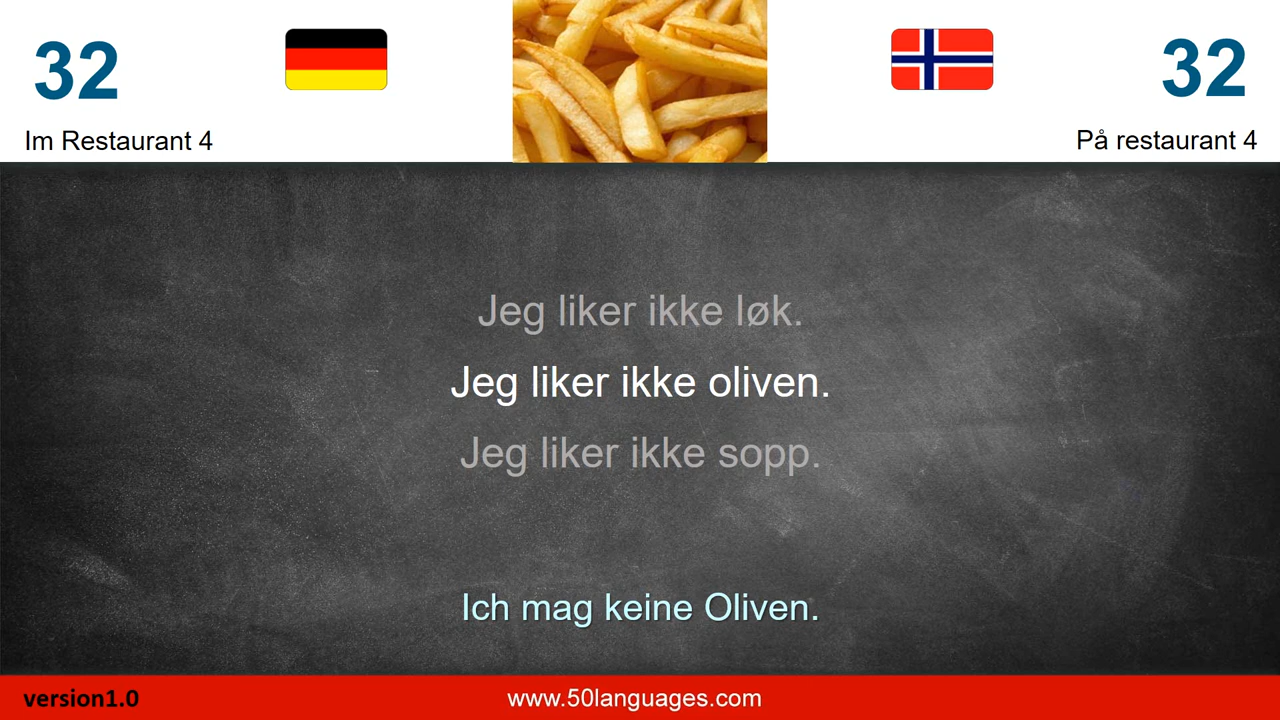 32
32
Im Restaurant 4
På restaurant 4
Jeg liker ikke løk.
Jeg liker ikke oliven.
Jeg liker ikke sopp.
Ich mag keine Oliven.
version1.0
www.50languages.com